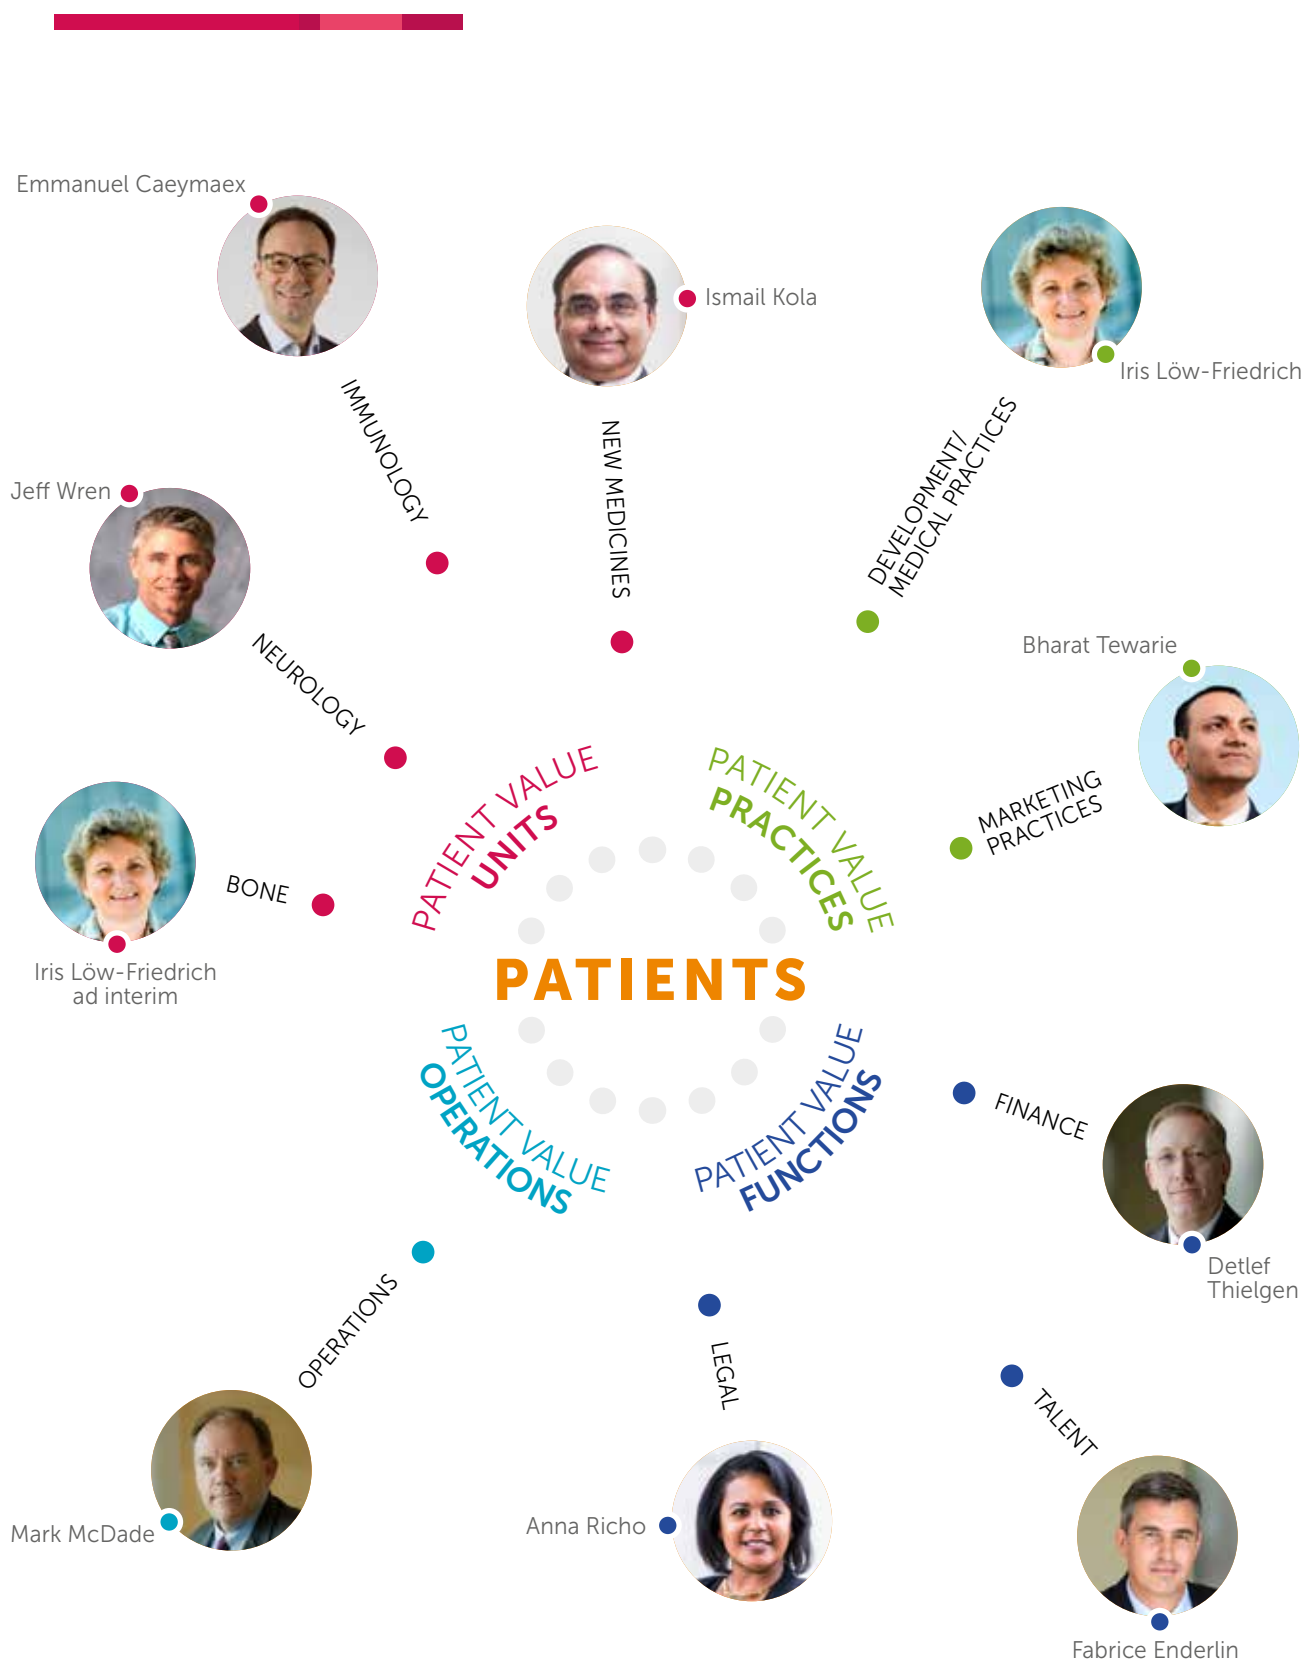 Emmanuel Caeymaex
Ismail Kola
Iris Löw-Friedrich
IMMUNOLOGY
NEW MEDICINES
DEVELOPMENT/
MEDICAL PRACTICES
Jeff Wren
NEUROLOGY
Bharat Tewarie
MARKETING
PRACTICES
BONE
Iris Löw-Friedrich
ad interim
PATIENT VALUE
UNITS
PATIENT VALUE
PRACTICES
PATIENTS
PATIENT VALUE
OPERATIONS
PATIENT VALUE
FUNCTIONS
FINANCE
Detlef
Thielgen
OPERATIONS
LEGAL
TALENT
Mark McDade
Anna Richo
Fabrice Enderlin